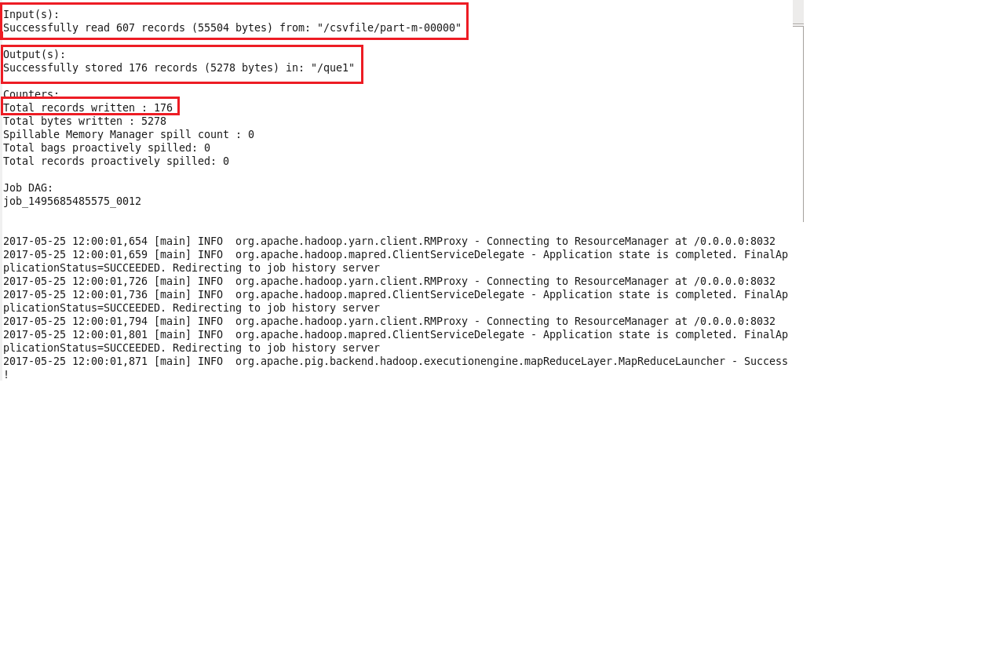 Input(s):
Successfully read 607 records (55504 bytes) from: "/csvfile/part-m-00000"
Output(s):
Successfully stored 176 records (5278 bytes) in: "/que1"
Counters:
Total records written : 176
Total bytes written : 5278
Spillable Memory Manager spill count : 0
Total bags proactively spilled: 0
Total records proactively spilled: 0
Job DAG:
job_1495685485575_0012
2017-05-25 12:00:01,654 [main] INFO  org.apache.hadoop.yarn.client.RMProxy - Connecting to ResourceManager at /0.0.0.0:8032
2017-05-25 12:00:01,659 [main] INFO  org.apache.hadoop.mapred.ClientServiceDelegate - Application state is completed. FinalAp
plicationStatus=SUCCEEDED. Redirecting to job history server
2017-05-25 12:00:01,726 [main] INFO  org.apache.hadoop.yarn.client.RMProxy - Connecting to ResourceManager at /0.0.0.0:8032
2017-05-25 12:00:01,736 [main] INFO  org.apache.hadoop.mapred.ClientServiceDelegate - Application state is completed. FinalAp
plicationStatus=SUCCEEDED. Redirecting to job history server
2017-05-25 12:00:01,794 [main] INFO  org.apache.hadoop.yarn.client.RMProxy - Connecting to ResourceManager at /0.0.0.0:8032
2017-05-25 12:00:01,801 [main] INFO  org.apache.hadoop.mapred.ClientServiceDelegate - Application state is completed. FinalAp
plicationStatus=SUCCEEDED. Redirecting to job history server
2017-05-25 12:00:01,871 [main] INFO  org.apache.pig.backend.hadoop.executionengine.mapReduceLayer.MapReduceLauncher - Success
!